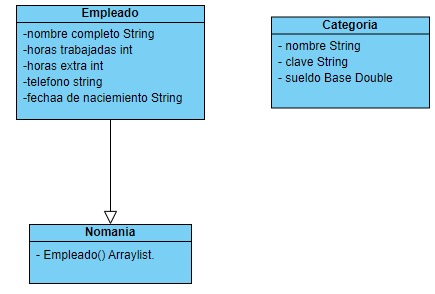 Empleado
-nombre completo String
-horas trabajadas int
-horas extra int
-telefono string
-fechaa de naciemiento String
Categoria
- nombre String
- clave String
- sueldo Base Double
Nomania
- Empleado() Arraylist.